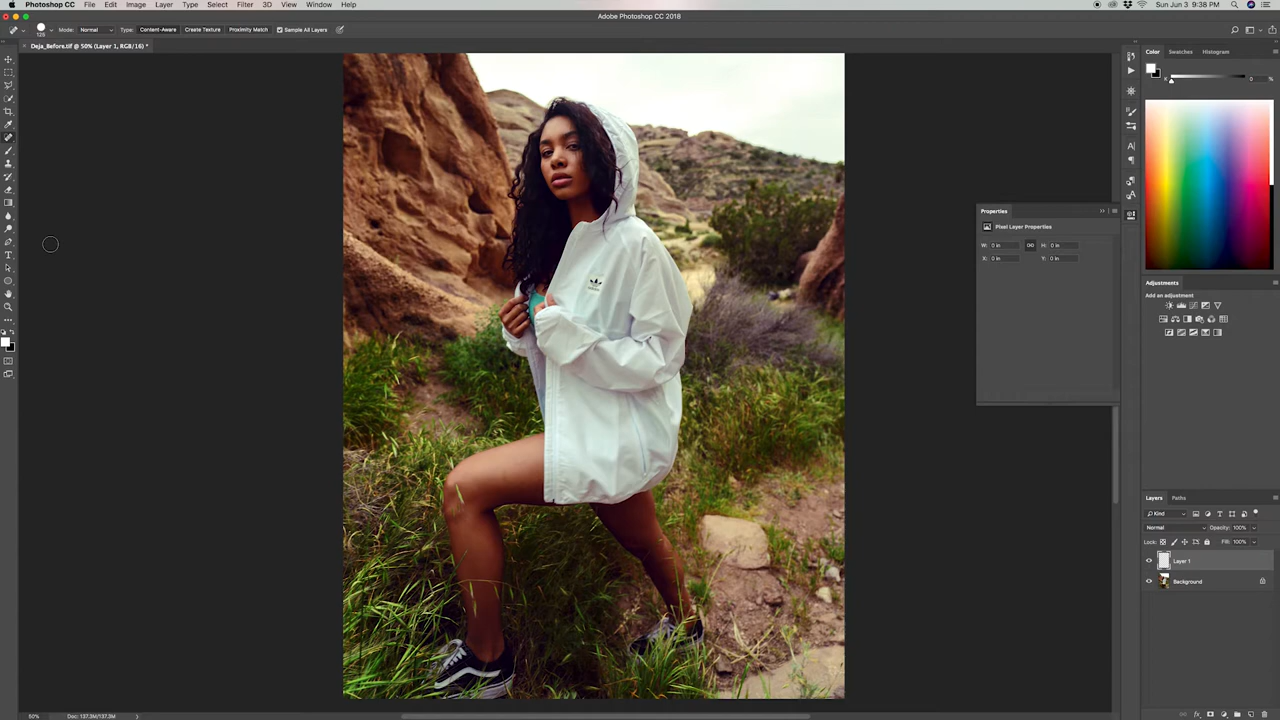 Photoshop CC File Edit Image Layer Type Select Filter 3D View Window Help Sun Jun 3 9:38 PM
Adobe Photoshop CC 2018
125 Mode: Normal Type: Content-Aware Create Texture Proximity Match Sample All Layers
Deja_Before.tif @ 50% (Layer 1, RGB/16) *
Color Swatches Histogram
K 0 %
Properties
Pixel Layer Properties
W: 0 in H: 0 in
X: 0 in Y: 0 in
Adjustments
Add an adjustment
adidas
Layers Paths
Kind
Normal Opacity: 100%
Lock: Fill: 100%
Layer 1
Background
50% Doc: 137.3M/137.3M